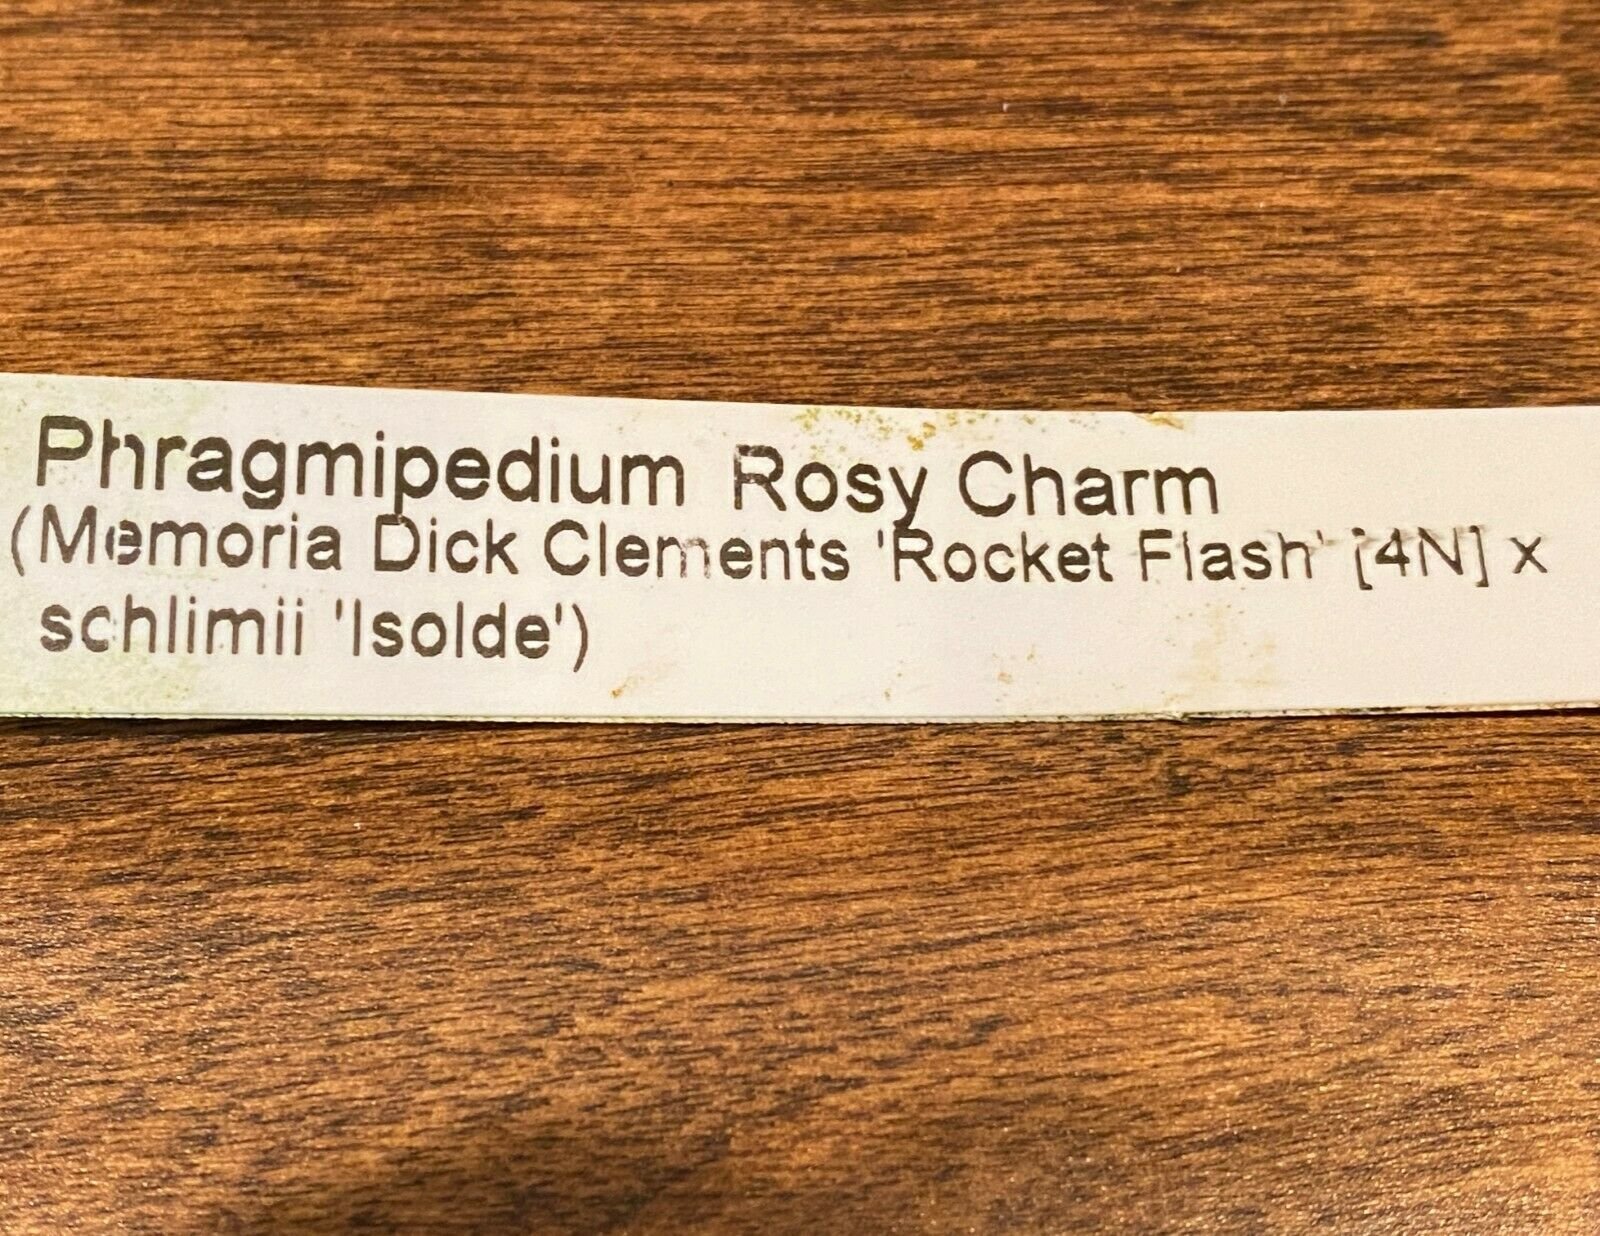 Phragmipedium Rosy Charm
(Memoria Dick Clements 'Rocket Flash' [4N] x
schlimii 'Isolde')